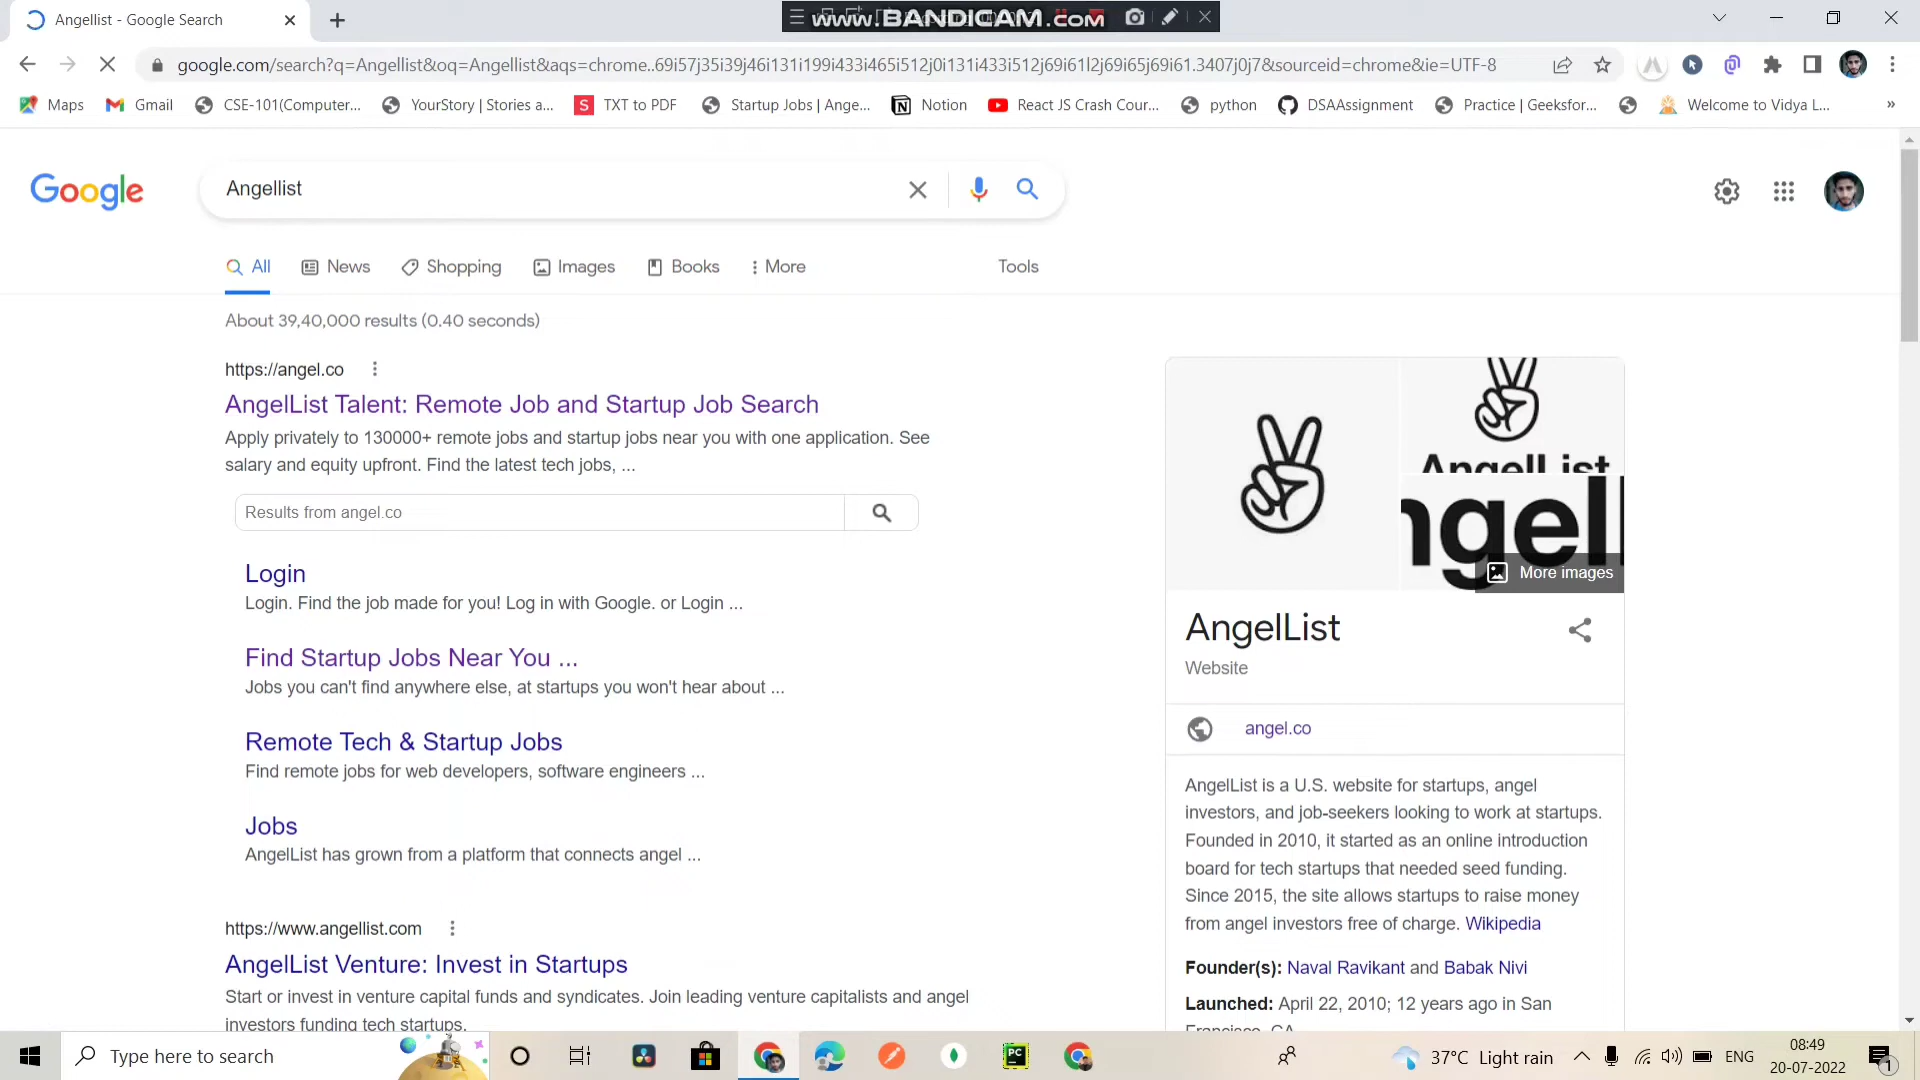 Angellist - Google Search
www.BANDICAM.com
google.com/search?q=Angellist&oq=Angellist&aqs=chrome..69i57j35i39j46i131i199i433i465i512j0i131i433i512j69i61l2j69i65j69i61.3407j0j7&sourceid=chrome&ie=UTF-8
Maps Gmail CSE-101(Computer... YourStory | Stories a... TXT to PDF Startup Jobs | Ange... Notion React JS Crash Cour... python DSAAssignment Practice | Geeksfor... Welcome to Vidya L... »
Google
Angellist
All News Shopping Images Books More Tools
About 39,40,000 results (0.40 seconds)
https://angel.co
AngelList Talent: Remote Job and Startup Job Search
Apply privately to 130000+ remote jobs and startup jobs near you with one application. See
salary and equity upfront. Find the latest tech jobs, ...
Results from angel.co
Login
Login. Find the job made for you! Log in with Google. or Login ...
Find Startup Jobs Near You ...
Jobs you can't find anywhere else, at startups you won't hear about ...
Remote Tech & Startup Jobs
Find remote jobs for web developers, software engineers ...
Jobs
AngelList has grown from a platform that connects angel ...
https://www.angellist.com
AngelList Venture: Invest in Startups
Start or invest in venture capital funds and syndicates. Join leading venture capitalists and angel
investors funding tech startups.
AngelList
ngell
More images
AngelList
Website
angel.co
AngelList is a U.S. website for startups, angel
investors, and job-seekers looking to work at startups.
Founded in 2010, it started as an online introduction
board for tech startups that needed seed funding.
Since 2015, the site allows startups to raise money
from angel investors free of charge. Wikipedia
Founder(s): Naval Ravikant and Babak Nivi
Launched: April 22, 2010; 12 years ago in San
Francisco, CA
Type here to search
PC
37°C Light rain
ENG
08:49
20-07-2022
1